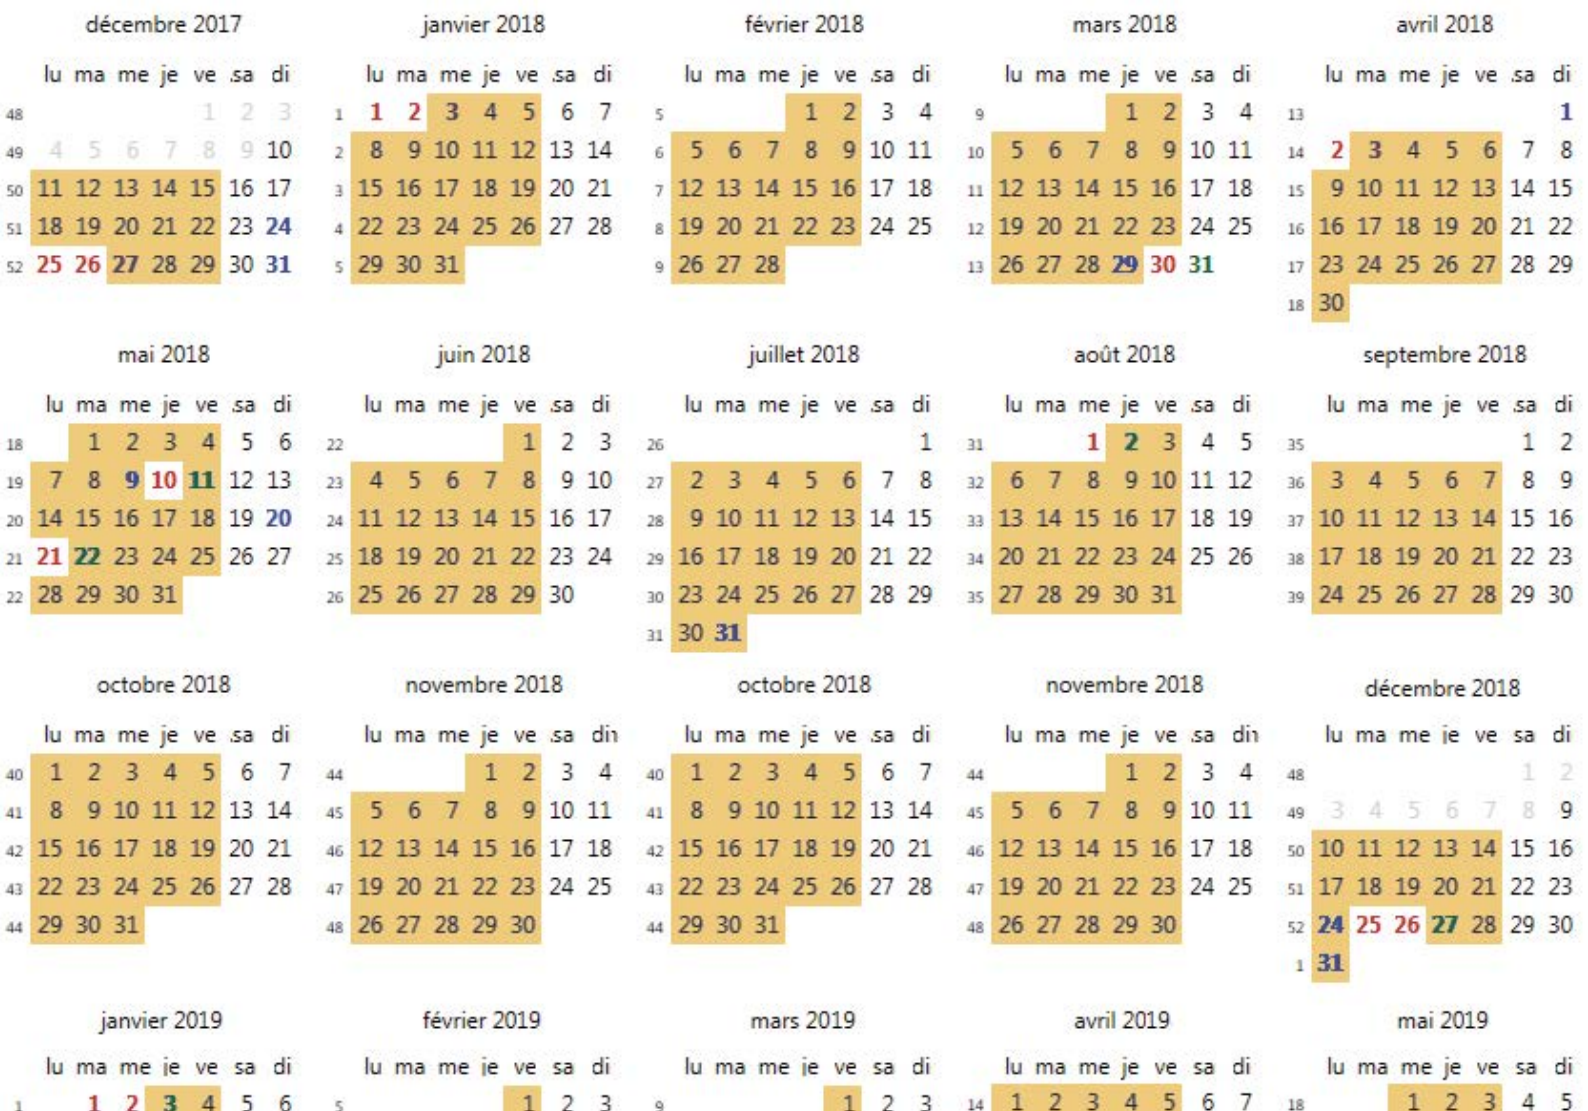 décembre 2017 janvier 2018 février 2018 mars 2018 avril 2018
lu ma me je ve sa di lu ma me je ve sa di lu ma me je ve sa di lu ma me je ve sa di lu ma me je ve sa di
48 1 2 3 1 1 2 3 4 5 6 7 5 1 2 3 4 9 1 2 3 4 13 1
49 4 5 6 7 8 9 10 2 8 9 10 11 12 13 14 6 5 6 7 8 9 10 11 10 5 6 7 8 9 10 11 14 2 3 4 5 6 7 8
50 11 12 13 14 15 16 17 3 15 16 17 18 19 20 21 7 12 13 14 15 16 17 18 11 12 13 14 15 16 17 18 15 9 10 11 12 13 14 15
51 18 19 20 21 22 23 24 4 22 23 24 25 26 27 28 8 19 20 21 22 23 24 25 12 19 20 21 22 23 24 25 16 16 17 18 19 20 21 22
52 25 26 27 28 29 30 31 5 29 30 31 9 26 27 28 13 26 27 28 29 30 31 17 23 24 25 26 27 28 29
18 30
mai 2018 juin 2018 juillet 2018 août 2018 septembre 2018
lu ma me je ve sa di lu ma me je ve sa di lu ma me je ve sa di lu ma me je ve sa di lu ma me je ve sa di
18 1 2 3 4 5 6 22 1 2 3 26 1 31 1 2 3 4 5 35 1 2
19 7 8 9 10 11 12 13 23 4 5 6 7 8 9 10 27 2 3 4 5 6 7 8 32 6 7 8 9 10 11 12 36 3 4 5 6 7 8 9
20 14 15 16 17 18 19 20 24 11 12 13 14 15 16 17 28 9 10 11 12 13 14 15 33 13 14 15 16 17 18 19 37 10 11 12 13 14 15 16
21 21 22 23 24 25 26 27 25 18 19 20 21 22 23 24 29 16 17 18 19 20 21 22 34 20 21 22 23 24 25 26 38 17 18 19 20 21 22 23
22 28 29 30 31 26 25 26 27 28 29 30 30 23 24 25 26 27 28 29 35 27 28 29 30 31 39 24 25 26 27 28 29 30
31 30 31
octobre 2018 novembre 2018 octobre 2018 novembre 2018 décembre 2018
lu ma me je ve sa di lu ma me je ve sa din lu ma me je ve sa di lu ma me je ve sa din lu ma me je ve sa di
40 1 2 3 4 5 6 7 44 1 2 3 4 40 1 2 3 4 5 6 7 44 1 2 3 4 48 1 2
41 8 9 10 11 12 13 14 45 5 6 7 8 9 10 11 41 8 9 10 11 12 13 14 45 5 6 7 8 9 10 11 49 3 4 5 6 7 8 9
42 15 16 17 18 19 20 21 46 12 13 14 15 16 17 18 42 15 16 17 18 19 20 21 46 12 13 14 15 16 17 18 50 10 11 12 13 14 15 16
43 22 23 24 25 26 27 28 47 19 20 21 22 23 24 25 43 22 23 24 25 26 27 28 47 19 20 21 22 23 24 25 51 17 18 19 20 21 22 23
44 29 30 31 48 26 27 28 29 30 44 29 30 31 48 26 27 28 29 30 52 24 25 26 27 28 29 30
1 31
janvier 2019 février 2019 mars 2019 avril 2019 mai 2019
lu ma me je ve sa di lu ma me je ve sa di lu ma me je ve sa di lu ma me je ve sa di lu ma me je ve sa di
1 1 2 3 4 5 6 5 1 2 3 9 1 2 3 14 1 2 3 4 5 6 7 18 1 2 3 4 5